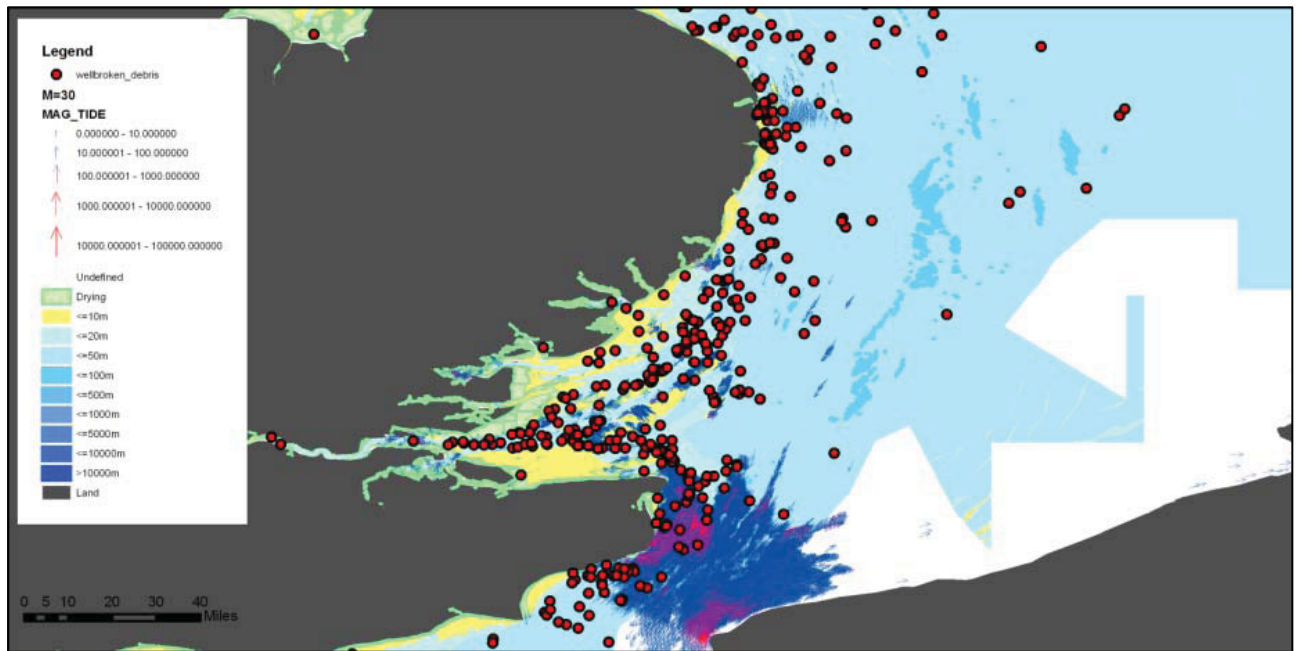 Legend
wellbroken_debris
M=30
MAG_TIDE
0.000000 - 10.000000
10.000001 - 100.000000
100.000001 - 1000.000000
1000.000001 - 10000.000000
10000.000001 - 100000.000000
Undefined
Drying
<=10m
<=20m
<=50m
<=100m
<=500m
<=1000m
<=5000m
<=10000m
>10000m
Land
0 5 10 20 30 40
Miles